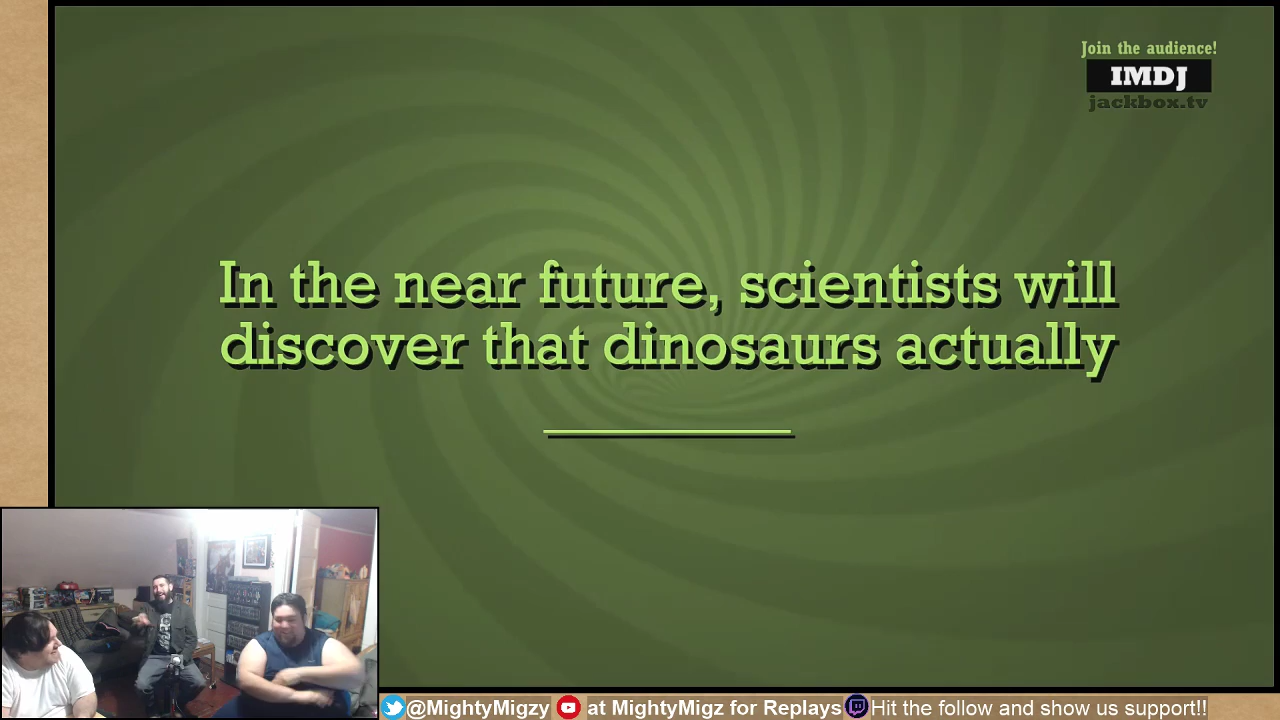 Join the audience!
IMDJ
jackbox.tv
In the near future, scientists will
discover that dinosaurs actually
@MightyMigzy at MightyMigz for Replays Hit the follow and show us support!!